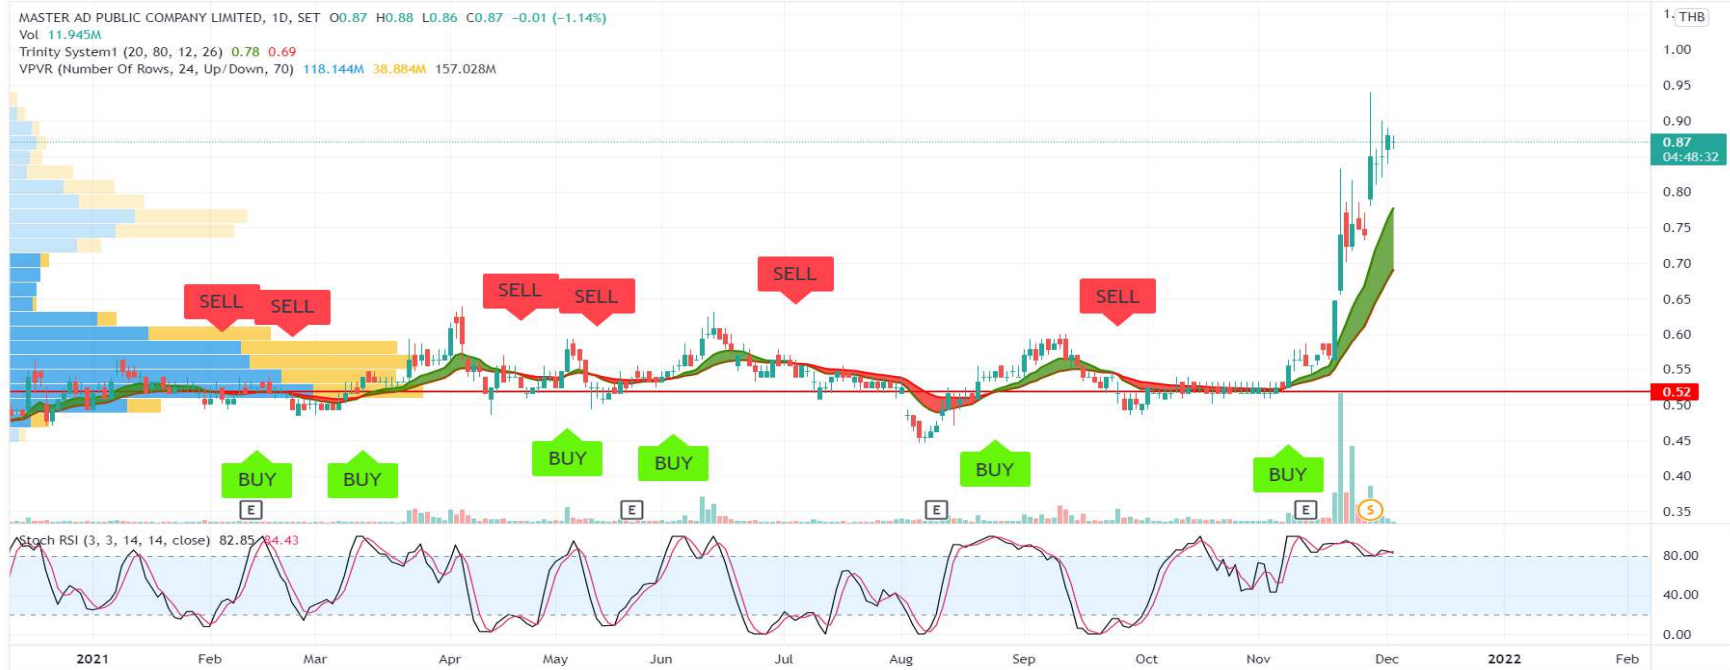 MASTER AD PUBLIC COMPANY LIMITED, 1D, SET O0.87 H0.88 L0.86 C0.87 −0.01 (−1.14%)
Vol 11.945M
Trinity System1 (20, 80, 12, 26) 0.78 0.69
VPVR (Number Of Rows, 24, Up/Down, 70) 118.144M 38.884M 157.028M
THB
1.00
0.95
0.90
0.87
04:48:32
0.80
0.75
0.70
0.65
0.60
0.55
0.52
0.50
0.45
0.40
0.35
SELL
SELL
SELL
SELL
SELL
SELL
BUY
BUY
BUY
BUY
BUY
BUY
E
E
E
E
S
Stoch RSI (3, 3, 14, 14, close) 82.85 84.43
80.00
40.00
0.00
2021 Feb Mar Apr May Jun Jul Aug Sep Oct Nov Dec 2022 Feb